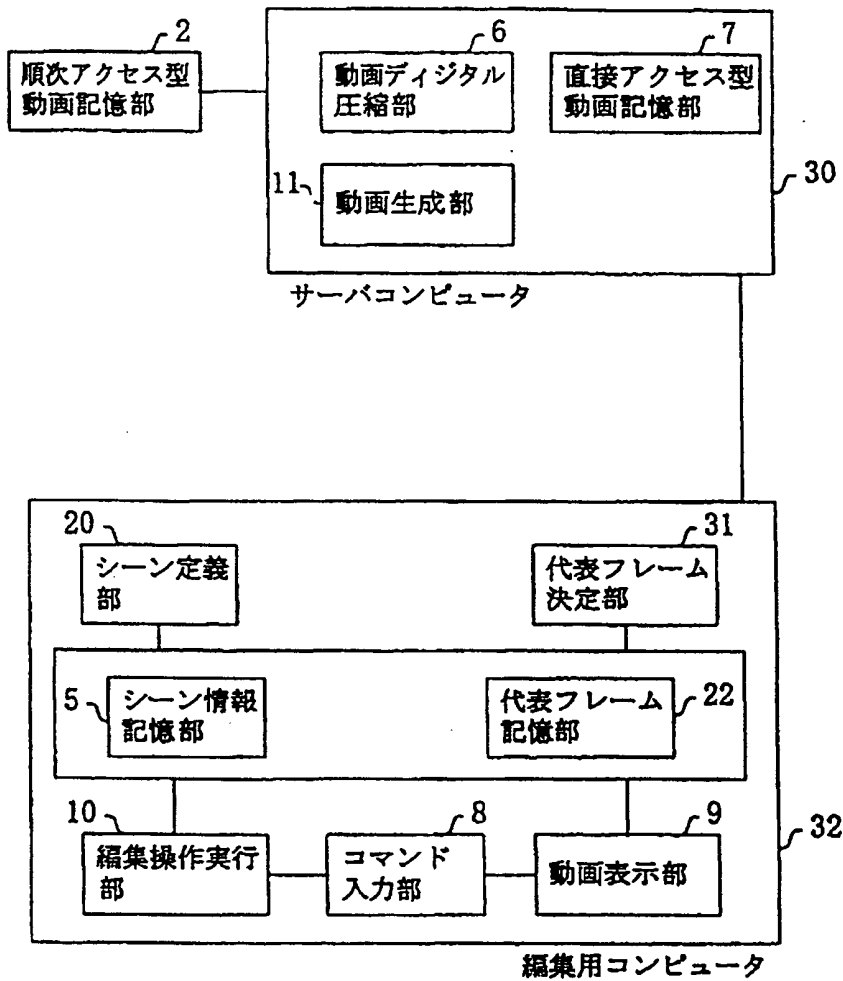 2
順次アクセス型
動画記憶部
6
動画ディジタル
圧縮部
7
直接アクセス型
動画記憶部
11
動画生成部
30
サーバコンピュータ
20
シーン定義
部
31
代表フレーム
決定部
5
シーン情報
記憶部
代表フレーム
記憶部
22
10
編集操作実行
部
8
コマンド
入力部
9
動画表示部
32
編集用コンピュータ